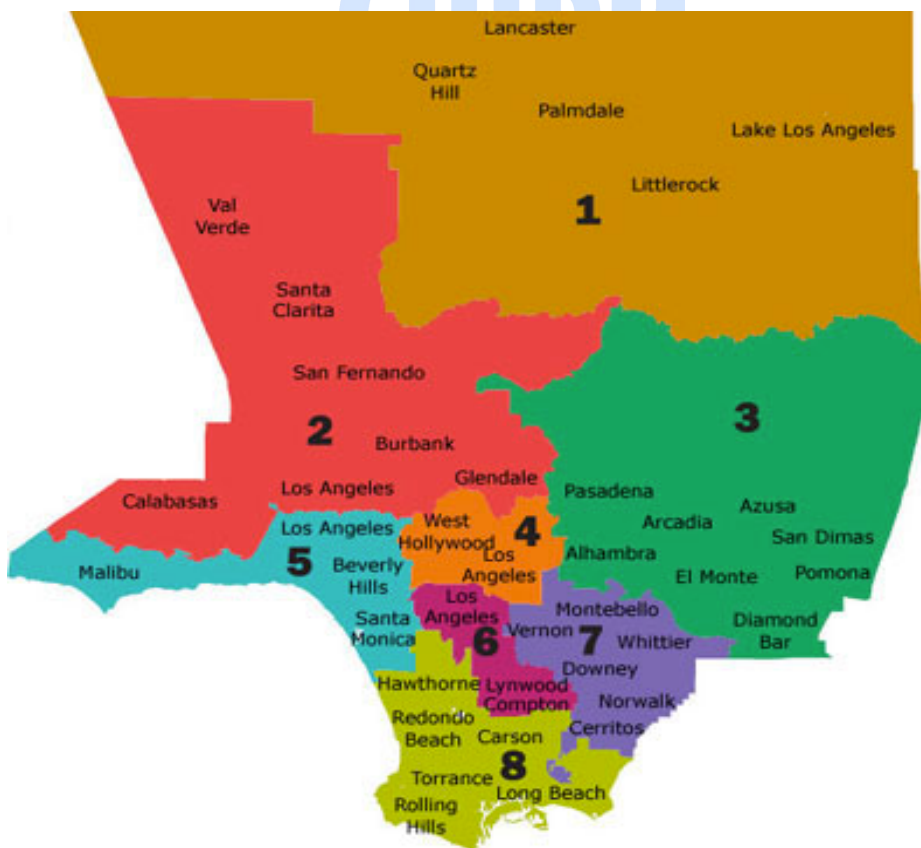 Lancaster
Quartz
Hill
Palmdale
Lake Los Angeles
Littlerock
1
Val
Verde
Santa
Clarita
San Fernando
2
Burbank
Glendale
Los Angeles
Calabasas
3
Pasadena
Azusa
Arcadia
San Dimas
Alhambra
El Monte
Pomona
Diamond
Bar
West
Hollywood
4
Los
Angeles
Los Angeles
5
Beverly
Hills
Malibu
Santa
Monica
Los
Angeles
6
Lynwood
Compton
Montebello
Vernon
7
Whittier
Downey
Norwalk
Cerritos
Hawthorne
Redondo
Beach
Carson
8
Torrance
Long Beach
Rolling
Hills